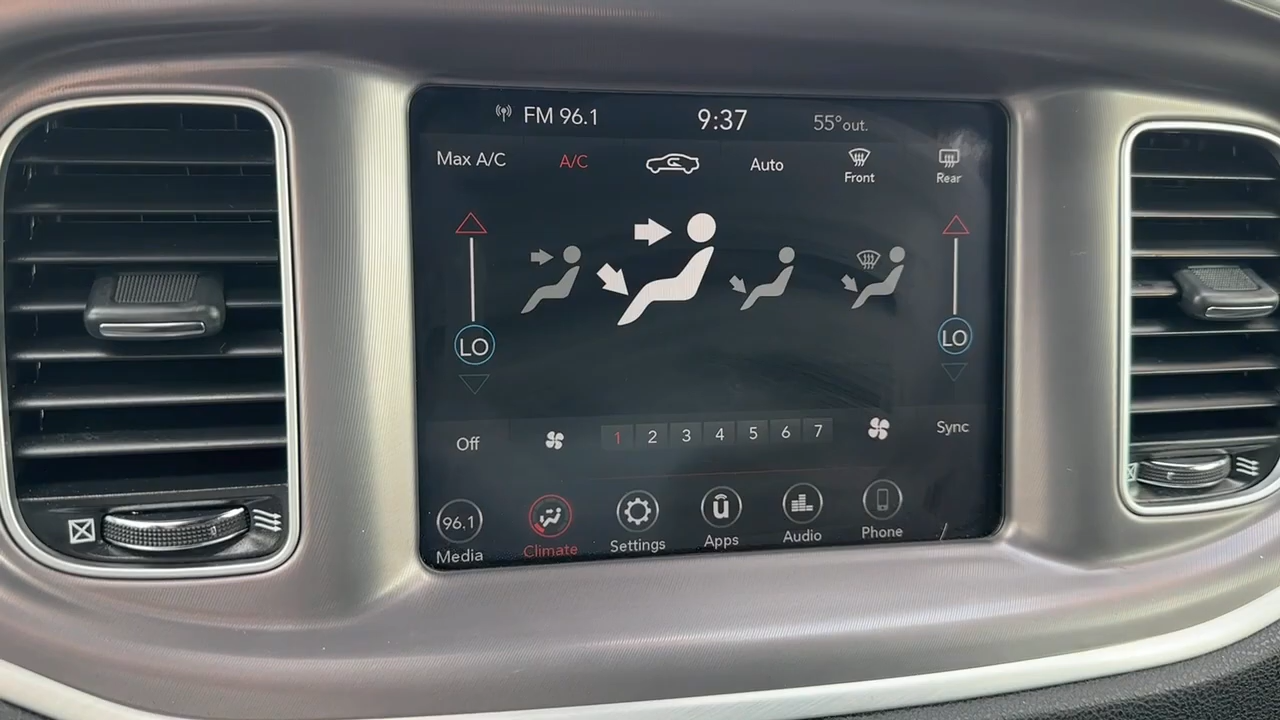 FM 96.1 9:37 55°out.
Max A/C A/C Auto Front Rear
LO LO
Off 1 2 3 4 5 6 7 Sync
96.1
Media Climate Settings Apps Audio Phone